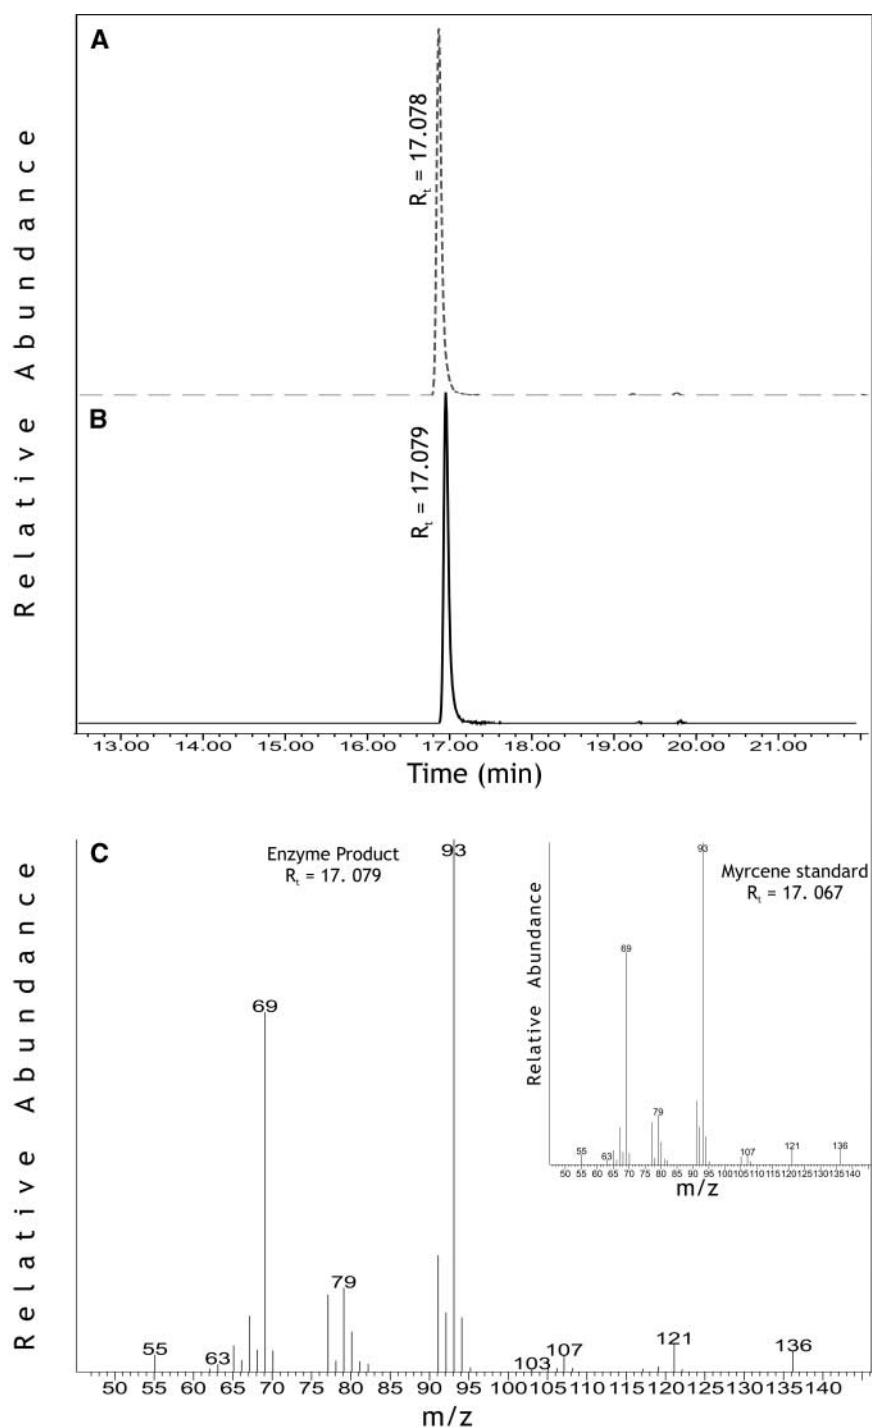 A
Relative Abundance
Rt = 17.078
B
Relative Abundance
Rt = 17.079
13.00 14.00 15.00 16.00 17.00 18.00 19.00 20.00 21.00
Time (min)
C
Relative Abundance
Enzyme Product
Rt = 17. 079
93
69
79
55
63
103
107
121
136
50 55 60 65 70 75 80 85 90 95 100 105 110 115 120 125 130 135 140
m/z
Myrcene standard
Rt = 17. 067
Relative Abundance
93
69
79
55
63
107
121
136
50 55 60 65 70 75 80 85 90 95 100 105 110 115 120 125 130 135 140
m/z